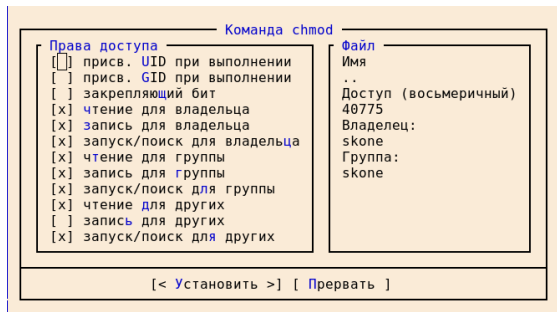 Команда chmod
Права доступа
[ ] присв. UID при выполнении
[ ] присв. GID при выполнении
[ ] закрепляющий бит
[x] чтение для владельца
[x] запись для владельца
[x] запуск/поиск для владельца
[x] чтение для группы
[x] запись для группы
[x] запуск/поиск для группы
[x] чтение для других
[ ] запись для других
[x] запуск/поиск для других
Файл
Имя
..
Доступ (восьмеричный)
40775
Владелец:
skone
Группа:
skone
[< Установить >] [ Прервать ]